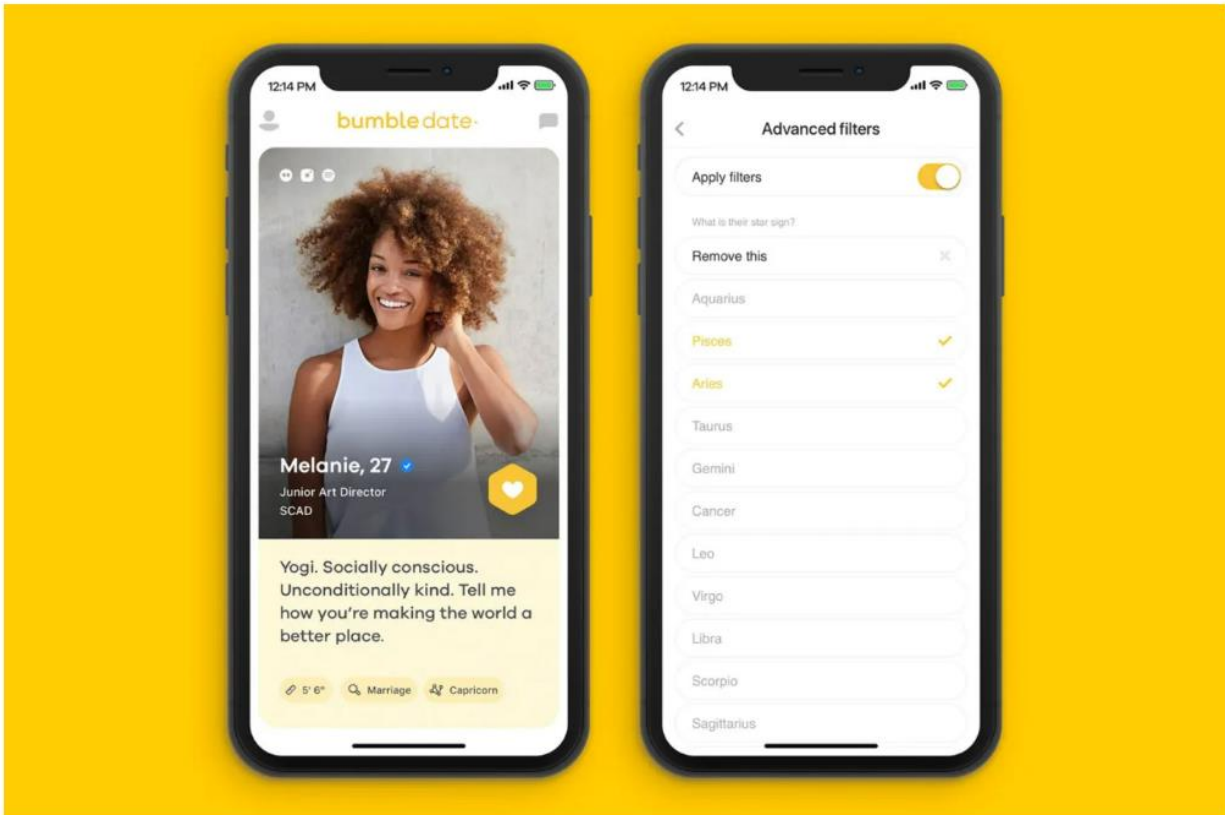 12:14 PM
bumble date
Melanie, 27
Junior Art Director
SCAD
Yogi. Socially conscious.
Unconditionally kind. Tell me
how you're making the world a
better place.
5' 6"
Marriage
Capricorn
12:14 PM
Advanced filters
Apply filters
What is their star sign?
Remove this
Aquarius
Pisces
Aries
Taurus
Gemini
Cancer
Leo
Virgo
Libra
Scorpio
Sagittarius